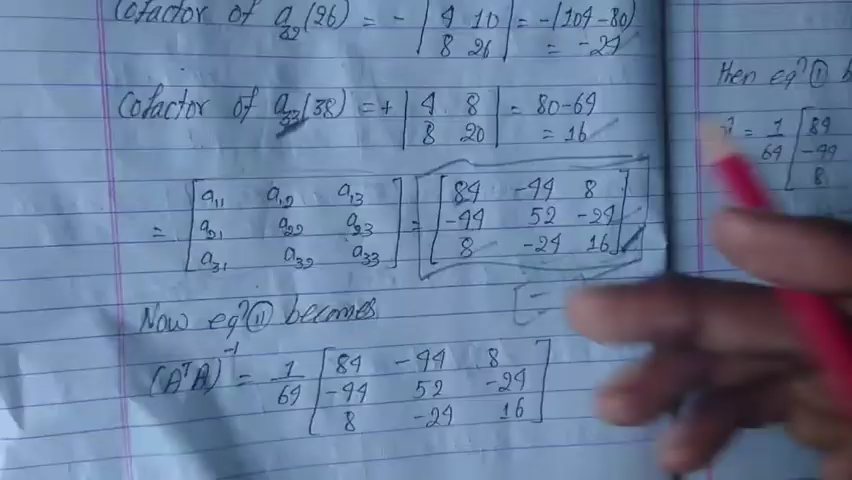 Cofactor of a32(26) = - | 4 10 | = -(104-80)
| 8 26 | = -24
Cofactor of a33(38) = + | 4 8 | = 80-64
| 8 20 | = 16
[ a11 a12 a13 ] [ 84 -44 8 ]
= [ a21 a22 a23 ] = [ -44 52 -24 ]
[ a31 a32 a33 ] [ 8 -24 16 ]
Now eqⁿ (11) becomes
[ 84 -44 8 ]
(AᵀA)⁻¹ = 1/64 [ -44 52 -24 ]
[ 8 -24 16 ]
then eqⁿ (1)
= 1/64 [ 84
-44
8